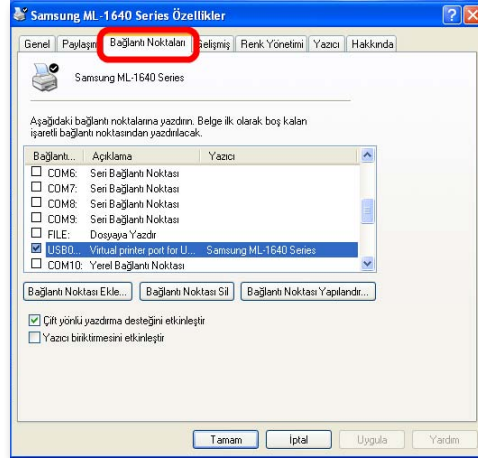 Samsung ML-1640 Series Özellikler
Genel Paylaşım Bağlantı Noktaları Gelişmiş Renk Yönetimi Yazıcı Hakkında
Samsung ML-1640 Series
Aşağıdaki bağlantı noktalarına yazdırın. Belge ilk olarak boş kalan
işaretli bağlantı noktasından yazdırılacak.
Bağlantı... Açıklama Yazıcı
COM6: Seri Bağlantı Noktası
COM7: Seri Bağlantı Noktası
COM8: Seri Bağlantı Noktası
COM9: Seri Bağlantı Noktası
FILE: Dosyaya Yazdır
USB0... Virtual printer port for U... Samsung ML-1640 Series
COM10: Yerel Bağlantı Noktası
Bağlantı Noktası Ekle... Bağlantı Noktası Sil Bağlantı Noktası Yapılandır...
Çift yönlü yazdırma desteğini etkinleştir
Yazıcı biriktirmesini etkinleştir
Tamam İptal Uygula Yardım